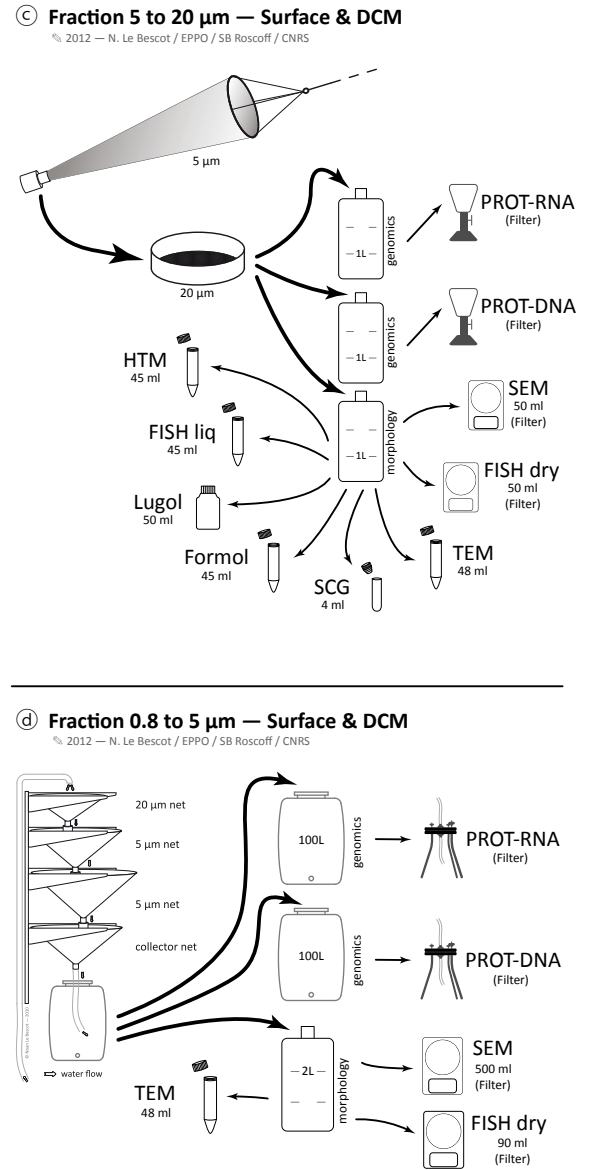 c Fraction 5 to 20 µm — Surface & DCM
✎ 2012 — N. Le Bescot / EPPO / SB Roscoff / CNRS
5 µm
20 µm
1L
genomics
PROT-RNA
(Filter)
1L
genomics
PROT-DNA
(Filter)
1L
morphology
HTM
45 ml
FISH liq
45 ml
Lugol
50 ml
Formol
45 ml
SCG
4 ml
TEM
48 ml
SEM
50 ml
(Filter)
FISH dry
50 ml
(Filter)
d Fraction 0.8 to 5 µm — Surface & DCM
✎ 2012 — N. Le Bescot / EPPO / SB Roscoff / CNRS
20 µm net
5 µm net
5 µm net
collector net
water flow
100L
genomics
PROT-RNA
(Filter)
100L
genomics
PROT-DNA
(Filter)
2L
morphology
TEM
48 ml
SEM
500 ml
(Filter)
FISH dry
90 ml
(Filter)